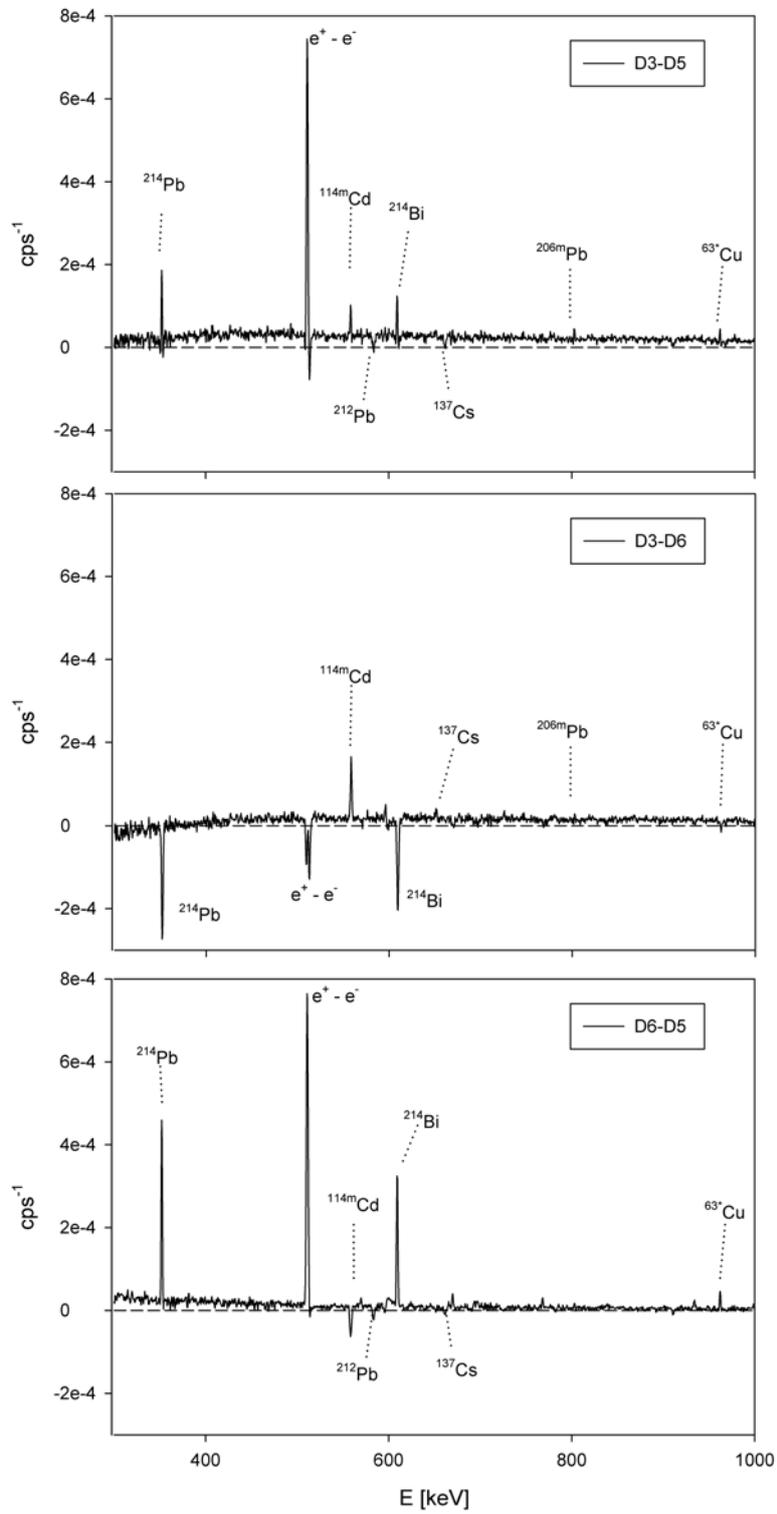 8e-4
e⁺ - e⁻
D3-D5
6e-4
²¹⁴Pb
4e-4
¹¹⁴ᵐCd
²¹⁴Bi
cps⁻¹
2e-4
²⁰⁶ᵐPb
⁶³*Cu
0
²¹²Pb
¹³⁷Cs
-2e-4
8e-4
D3-D6
6e-4
4e-4
¹¹⁴ᵐCd
cps⁻¹
2e-4
¹³⁷Cs
²⁰⁶ᵐPb
⁶³*Cu
0
e⁺ - e⁻
-2e-4
²¹⁴Pb
²¹⁴Bi
8e-4
e⁺ - e⁻
D6-D5
6e-4
²¹⁴Pb
4e-4
²¹⁴Bi
cps⁻¹
2e-4
¹¹⁴ᵐCd
⁶³*Cu
0
²¹²Pb
¹³⁷Cs
-2e-4
400 600 800 1000
E [keV]